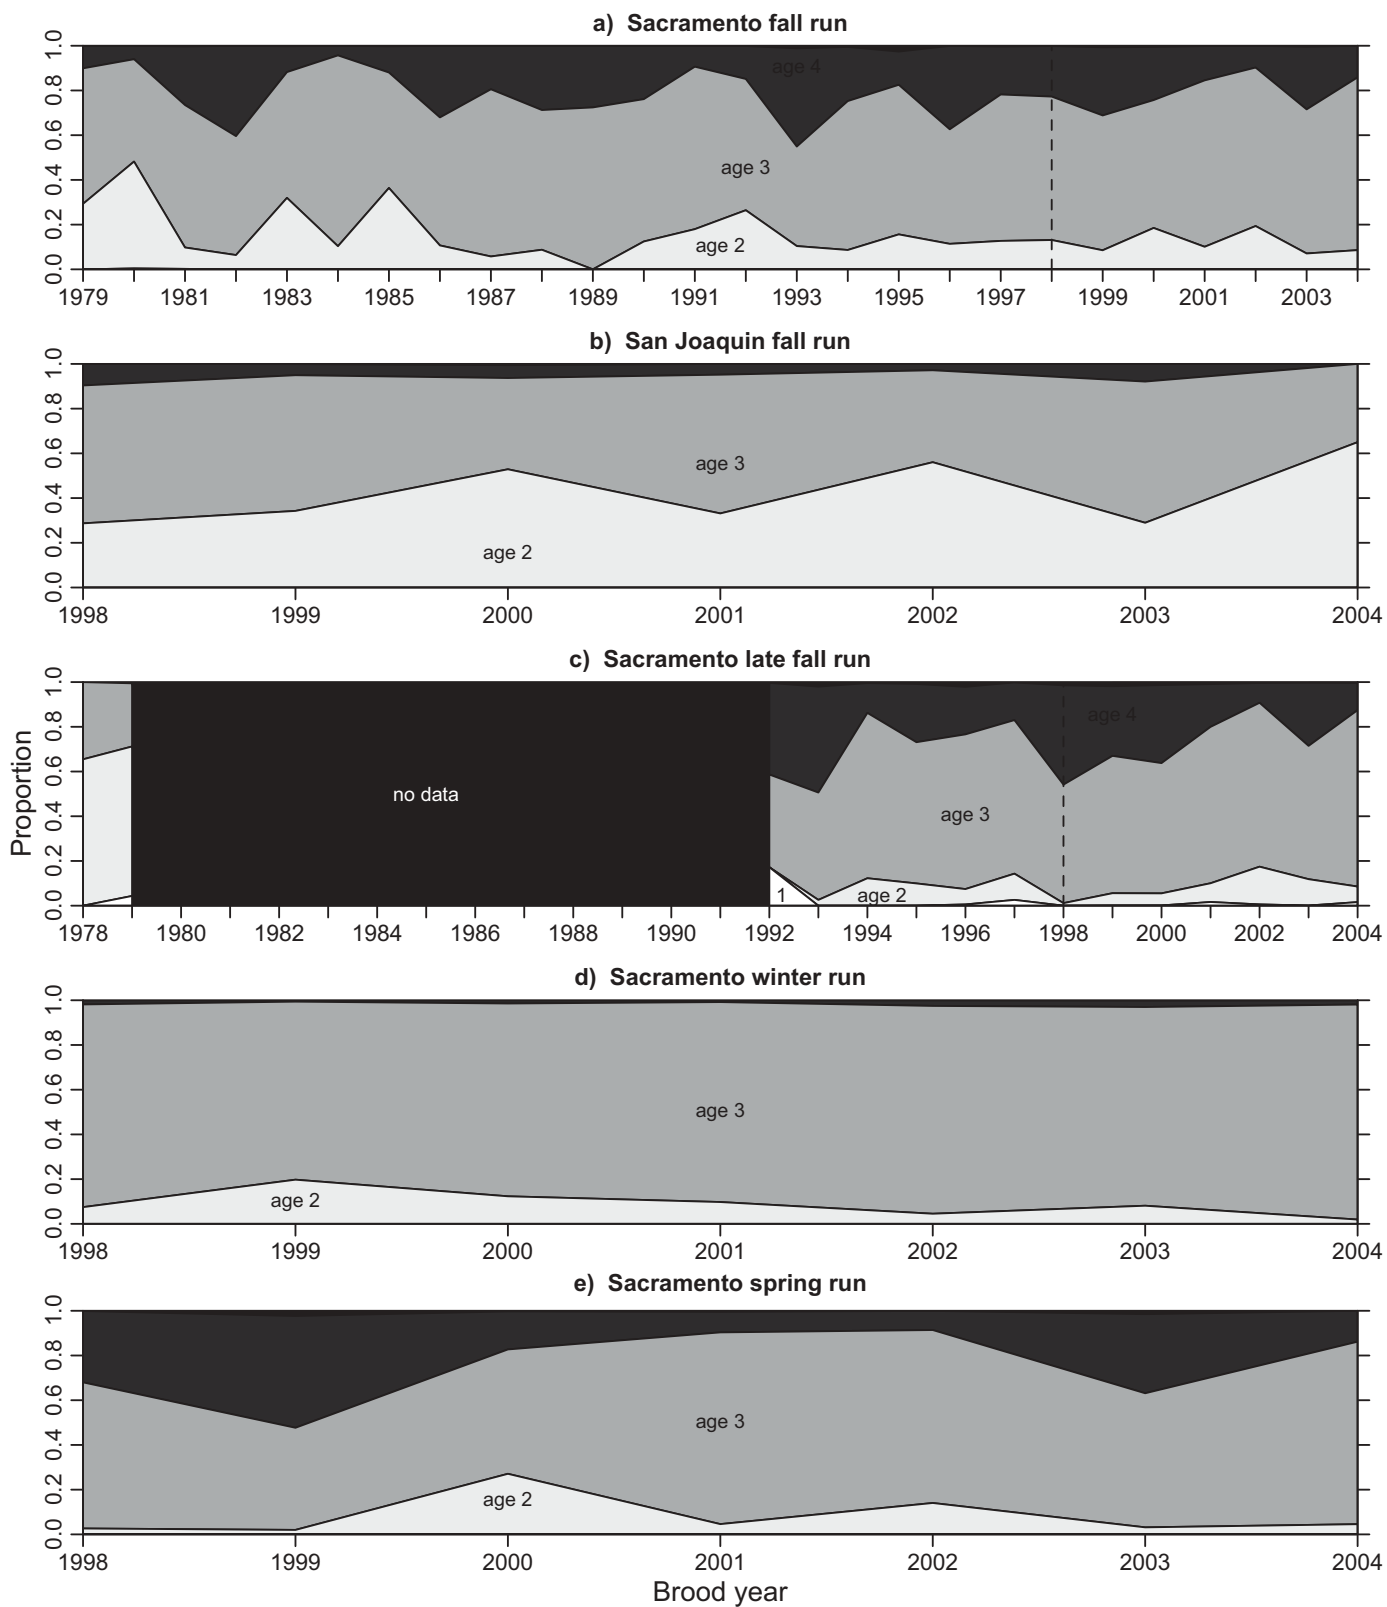 a) Sacramento fall run
1.0
0.8
0.6
0.4
0.2
0.0
age 4
age 3
age 2
1979 1981 1983 1985 1987 1989 1991 1993 1995 1997 1999 2001 2003
b) San Joaquin fall run
1.0
0.8
0.6
0.4
0.2
0.0
age 3
age 2
1998 1999 2000 2001 2002 2003 2004
c) Sacramento late fall run
Proportion
1.0
0.8
0.6
0.4
0.2
0.0
age 4
no data
age 3
1
age 2
1978 1980 1982 1984 1986 1988 1990 1992 1994 1996 1998 2000 2002 2004
d) Sacramento winter run
1.0
0.8
0.6
0.4
0.2
0.0
age 3
age 2
1998 1999 2000 2001 2002 2003 2004
e) Sacramento spring run
1.0
0.8
0.6
0.4
0.2
0.0
age 3
age 2
1998 1999 2000 2001 2002 2003 2004
Brood year